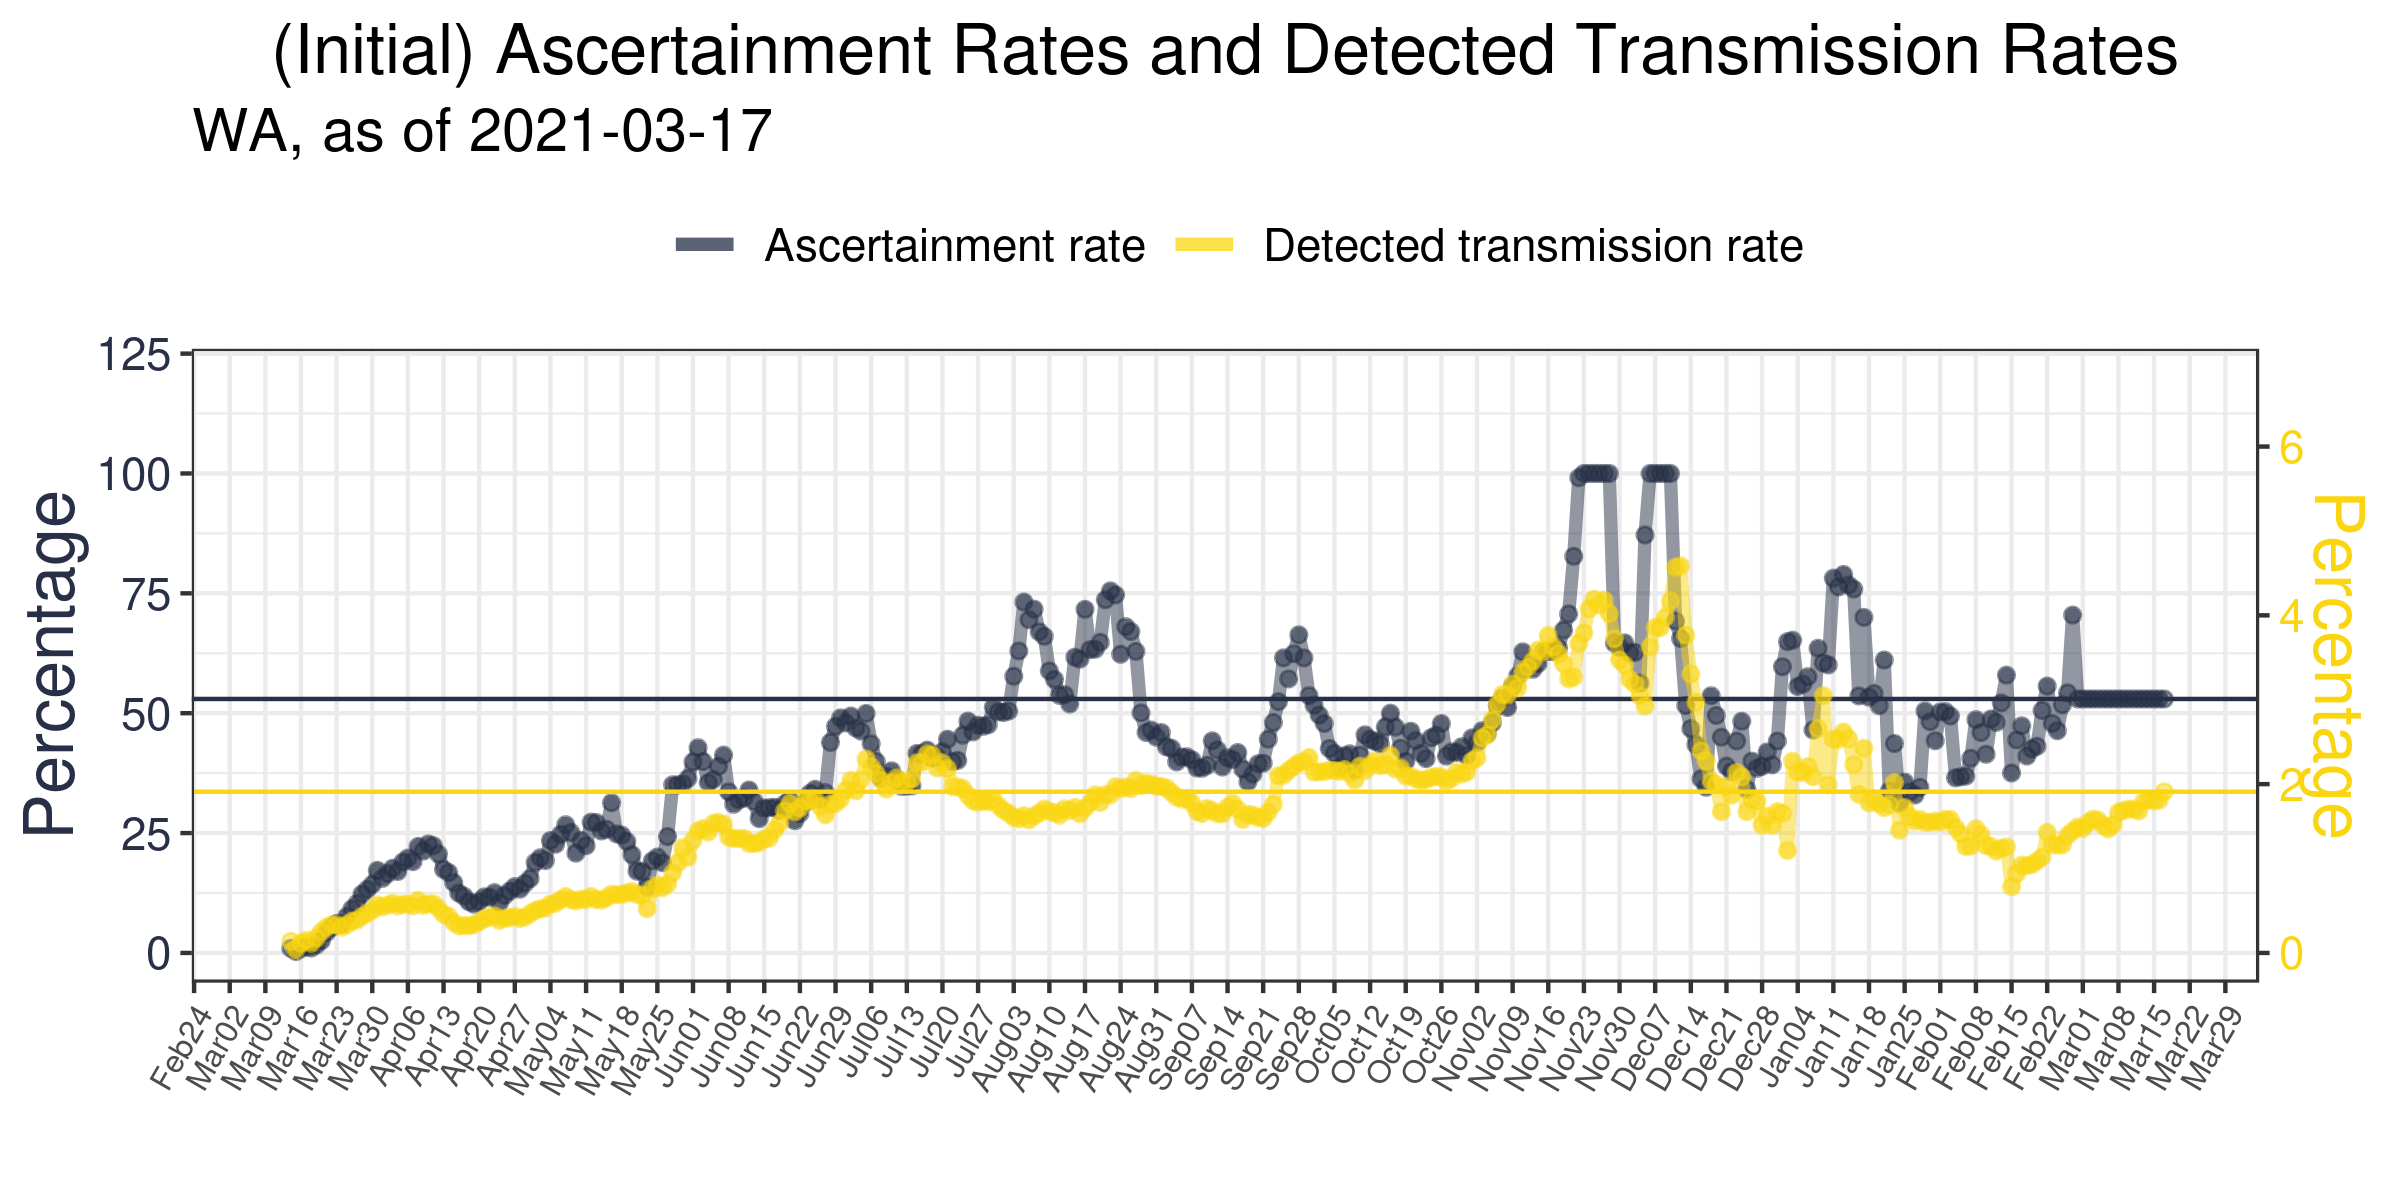 (Initial) Ascertainment Rates and Detected Transmission Rates
WA, as of 2021-03-17
Ascertainment rate
Detected transmission rate
Percentage
125
100
75
50
25
0
6
4
2
0
Percentage
Feb24
Mar02
Mar09
Mar16
Mar23
Mar30
Apr06
Apr13
Apr20
Apr27
May04
May11
May18
May25
Jun01
Jun08
Jun15
Jun22
Jun29
Jul06
Jul13
Jul20
Jul27
Aug03
Aug10
Aug17
Aug24
Aug31
Sep07
Sep14
Sep21
Sep28
Oct05
Oct12
Oct19
Oct26
Nov02
Nov09
Nov16
Nov23
Nov30
Dec07
Dec14
Dec21
Dec28
Jan04
Jan11
Jan18
Jan25
Feb01
Feb08
Feb15
Feb22
Mar01
Mar08
Mar15
Mar22
Mar29